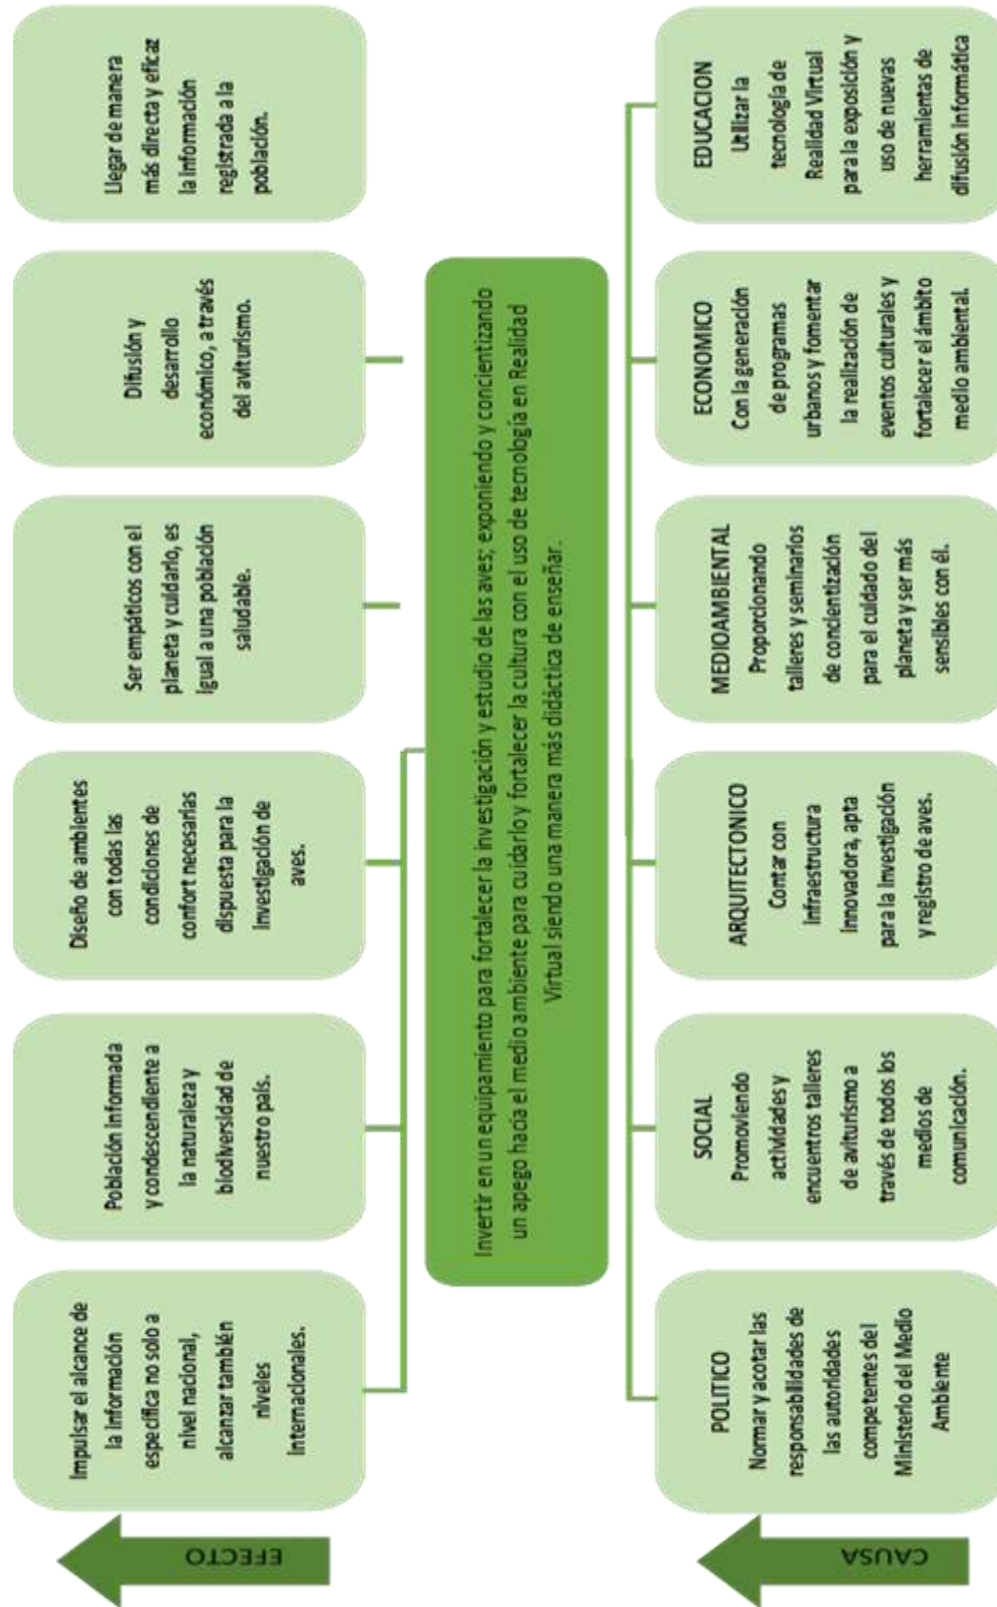 EFECTO
Impulsar el alcance de
la información
específica no solo a
nivel nacional,
alcanzar también
niveles
Internacionales.
Población informada
y condescendiente a
la naturaleza y
biodiversidad de
nuestro país.
Diseño de ambientes
con todas las
condiciones de
confort necesarias
dispuesta para la
Investigación de
aves.
Ser empáticos con el
planeta y cuidarlo, es
Igual a una población
saludable.
Difusión y
desarrollo
económico, a través
del aviturismo.
Llegar de manera
más directa y eficaz
la Información
registrada a la
población.
Invertir en un equipamiento para fortalecer la investigación y estudio de las aves; exponiendo y concientizando
un apego hacia el medio ambiente para cuidarlo y fortalecer la cultura con el uso de tecnología en Realidad
Virtual siendo una manera más didáctica de enseñar.
CAUSA
POLITICO
Normar y acotar las
responsabilidades de
las autoridades
competentes del
Ministerio del Medio
Ambiente
SOCIAL
Promoviendo
actividades y
encuentros talleres
de aviturismo a
través de todos los
medios de
comunicación.
ARQUITECTONICO
Contar con
Infraestructura
Innovadora, apta
para la Investigación
y registro de aves.
MEDIOAMBIENTAL
Proporcionando
talleres y seminarios
de concientización
para el cuidado del
planeta y ser más
sensibles con él.
ECONOMICO
Con la generación
de programas
urbanos y fomentar
la realización de
eventos culturales y
fortalecer el ámbito
medio ambiental.
EDUCACION
Utilizar la
tecnología de
Realidad Virtual
para la exposición y
uso de nuevas
herramientas de
difusión Informática